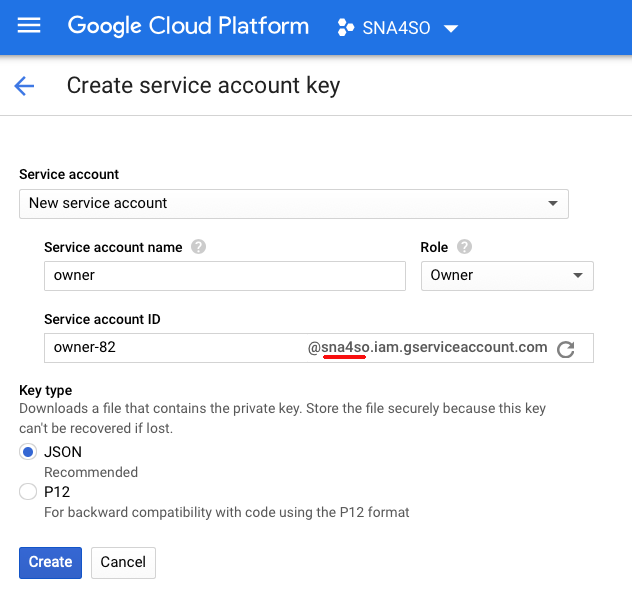 Google Cloud Platform SNA4SO
Create service account key
Service account
New service account
Service account name ? Role ?
owner Owner
Service account ID
owner-82 @sna4so.iam.gserviceaccount.com
Key type
Downloads a file that contains the private key. Store the file securely because this key
can't be recovered if lost.
JSON
Recommended
P12
For backward compatibility with code using the P12 format
Create Cancel